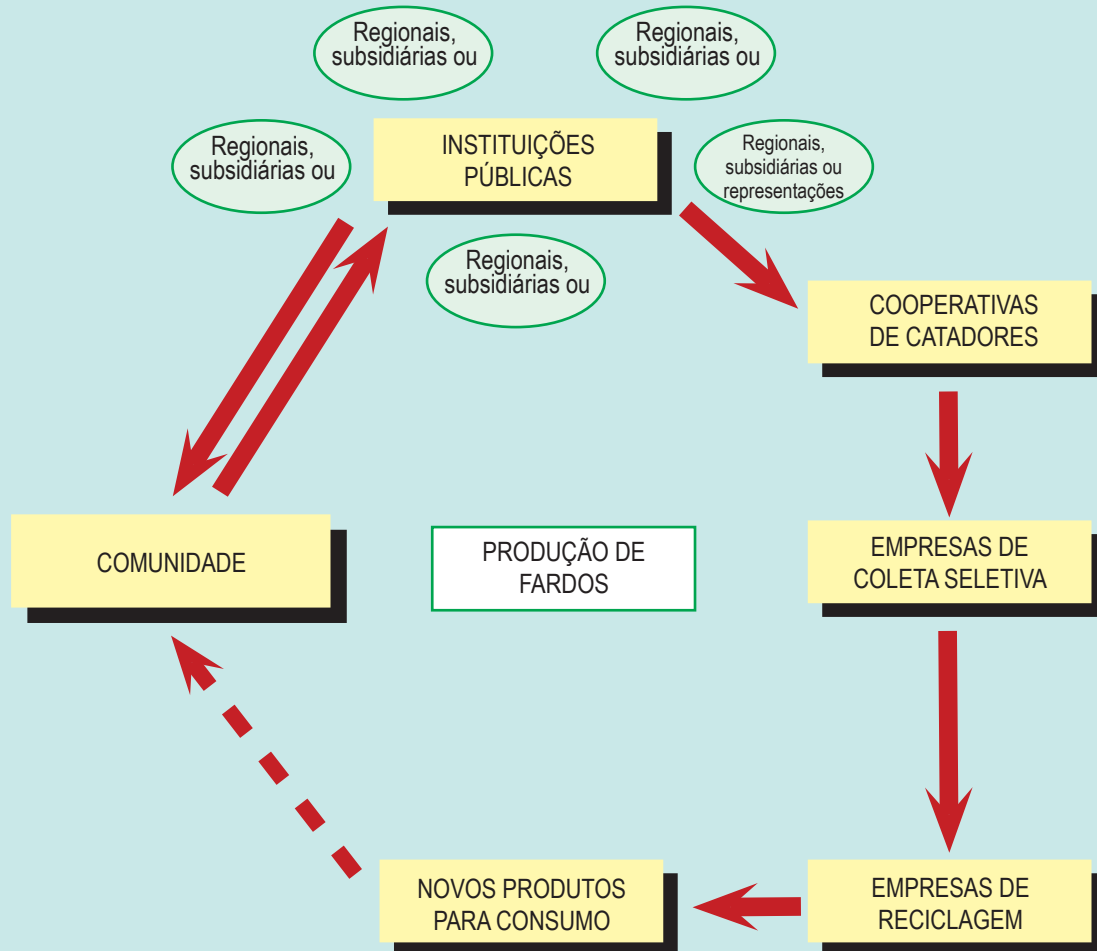 Regionais,
subsidiárias ou
Regionais,
subsidiárias ou
Regionais,
subsidiárias ou
INSTITUIÇÕES
PÚBLICAS
Regionais,
subsidiárias ou
representações
Regionais,
subsidiárias ou
COOPERATIVAS
DE CATADORES
COMUNIDADE
PRODUÇÃO DE
FARDOS
EMPRESAS DE
COLETA SELETIVA
NOVOS PRODUTOS
PARA CONSUMO
EMPRESAS DE
RECICLAGEM